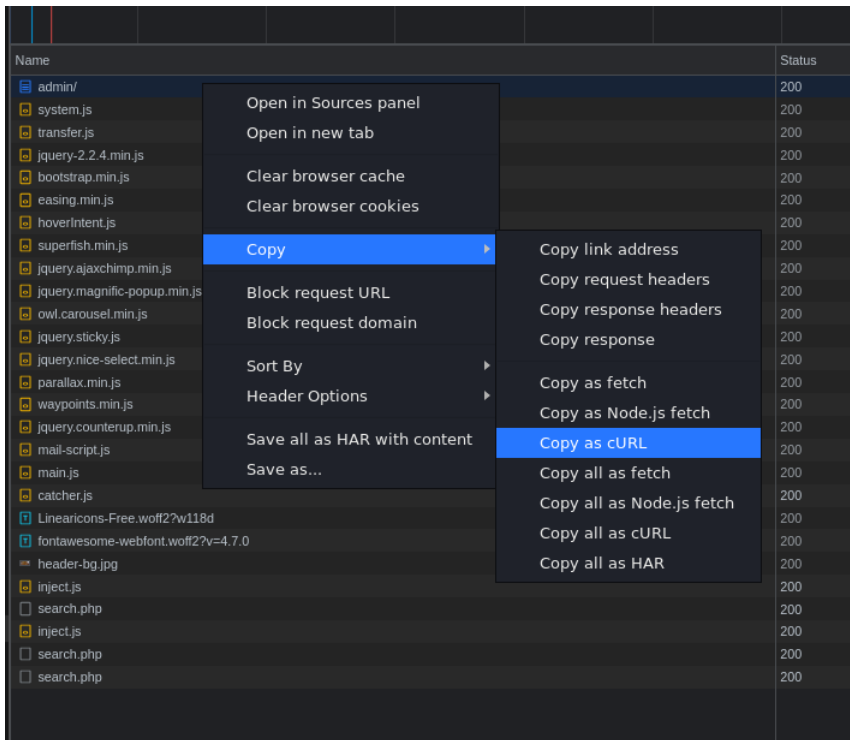 Name Status
admin/ 200
system.js 200
transfer.js 200
jquery-2.2.4.min.js 200
bootstrap.min.js 200
easing.min.js 200
hoverIntent.js 200
superfish.min.js 200
jquery.ajaxchimp.min.js 200
jquery.magnific-popup.min.js 200
owl.carousel.min.js 200
jquery.sticky.js 200
jquery.nice-select.min.js 200
parallax.min.js 200
waypoints.min.js 200
jquery.counterup.min.js 200
mail-script.js 200
main.js 200
catcher.js 200
Linearicons-Free.woff2?w118d 200
fontawesome-webfont.woff2?v=4.7.0 200
header-bg.jpg 200
inject.js 200
search.php 200
inject.js 200
search.php 200
search.php 200
Open in Sources panel
Open in new tab
Clear browser cache
Clear browser cookies
Copy
Block request URL
Block request domain
Sort By
Header Options
Save all as HAR with content
Save as...
Copy link address
Copy request headers
Copy response headers
Copy response
Copy as fetch
Copy as Node.js fetch
Copy as cURL
Copy all as fetch
Copy all as Node.js fetch
Copy all as cURL
Copy all as HAR